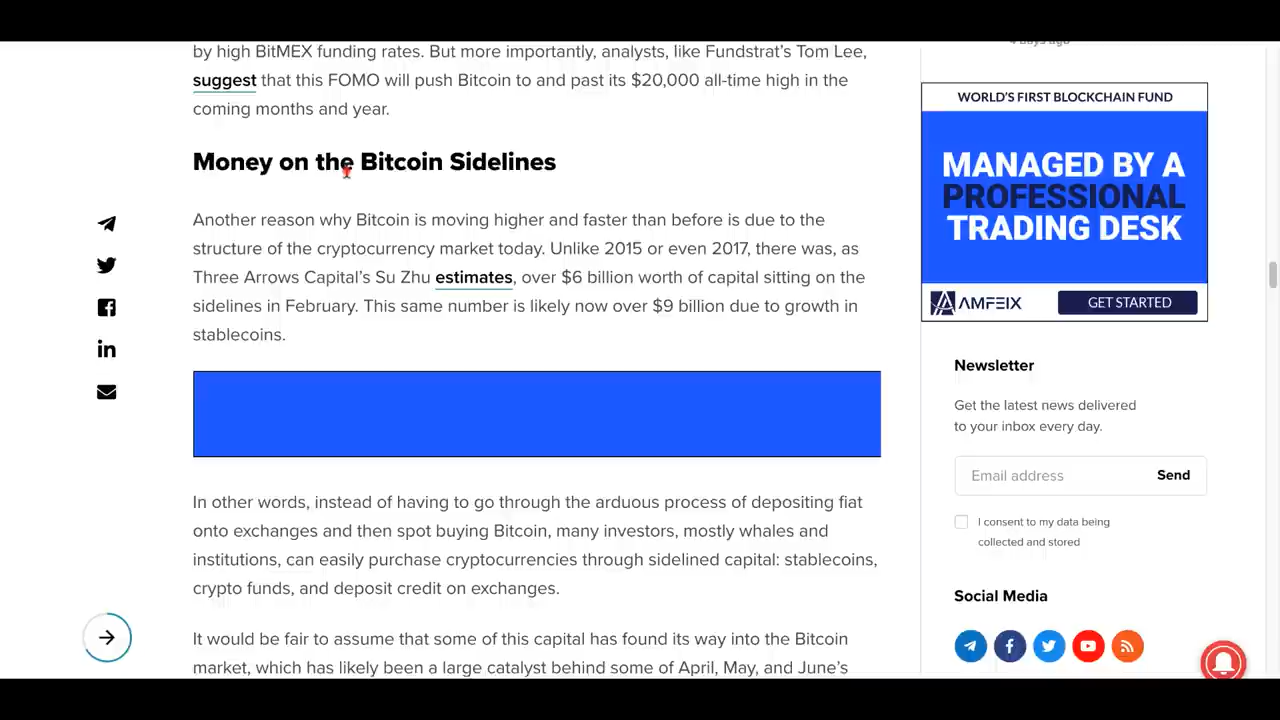 by high BitMEX funding rates. But more importantly, analysts, like Fundstrat's Tom Lee,
suggest that this FOMO will push Bitcoin to and past its $20,000 all-time high in the
coming months and year.
Money on the Bitcoin Sidelines
Another reason why Bitcoin is moving higher and faster than before is due to the
structure of the cryptocurrency market today. Unlike 2015 or even 2017, there was, as
Three Arrows Capital's Su Zhu estimates, over $6 billion worth of capital sitting on the
sidelines in February. This same number is likely now over $9 billion due to growth in
stablecoins.
In other words, instead of having to go through the arduous process of depositing fiat
onto exchanges and then spot buying Bitcoin, many investors, mostly whales and
institutions, can easily purchase cryptocurrencies through sidelined capital: stablecoins,
crypto funds, and deposit credit on exchanges.
It would be fair to assume that some of this capital has found its way into the Bitcoin
market, which has likely been a large catalyst behind some of April, May, and June's
4 days ago
WORLD'S FIRST BLOCKCHAIN FUND
MANAGED BY A
PROFESSIONAL
TRADING DESK
AMFEIX
GET STARTED
Newsletter
Get the latest news delivered
to your inbox every day.
Email address
Send
I consent to my data being
collected and stored
Social Media